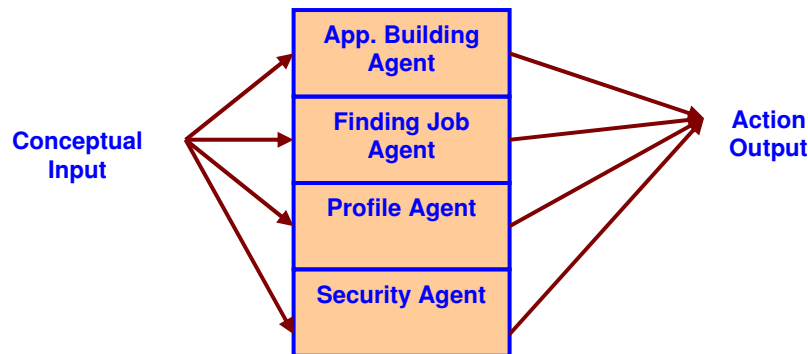 App. Building
Agent
Finding Job
Agent
Conceptual
Input
Action
Output
Profile Agent
Security Agent